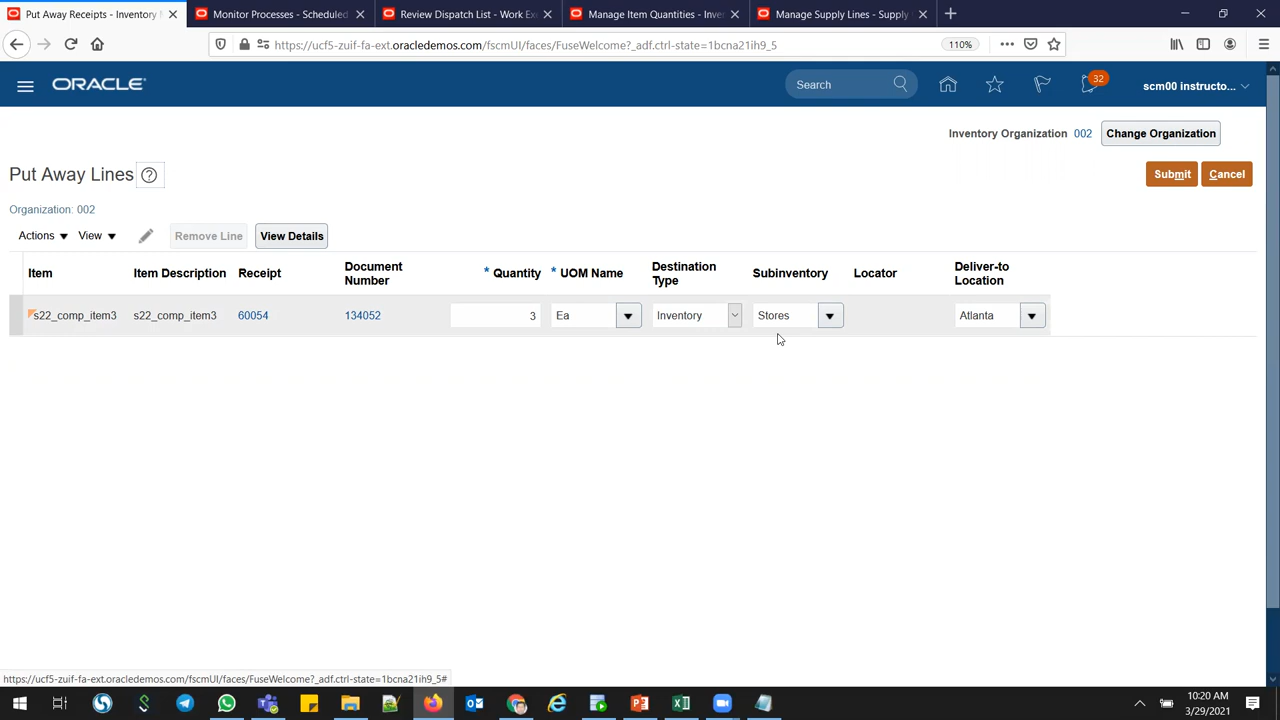 Put Away Receipts - Inventory
Monitor Processes - Scheduled
Review Dispatch List - Work Ex
Manage Item Quantities - Inve
Manage Supply Lines - Supply
https://ucf5-zuif-fa-ext.oracledemos.com/fscmUI/faces/FuseWelcome?_adf.ctrl-state=1bcna21ih9_5
110%
ORACLE
Search
32
scm00 instructo...
Inventory Organization 002 Change Organization
Put Away Lines
Submit Cancel
Organization: 002
Actions View Remove Line View Details
Item Item Description Receipt Document Number * Quantity * UOM Name Destination Type Subinventory Locator Deliver-to Location
s22_comp_item3 s22_comp_item3 60054 134052 3 Ea Inventory Stores Atlanta
https://ucf5-zuif-fa-ext.oracledemos.com/fscmUI/faces/FuseWelcome?_adf.ctrl-state=1bcna21ih9_5#
10:20 AM
3/29/2021